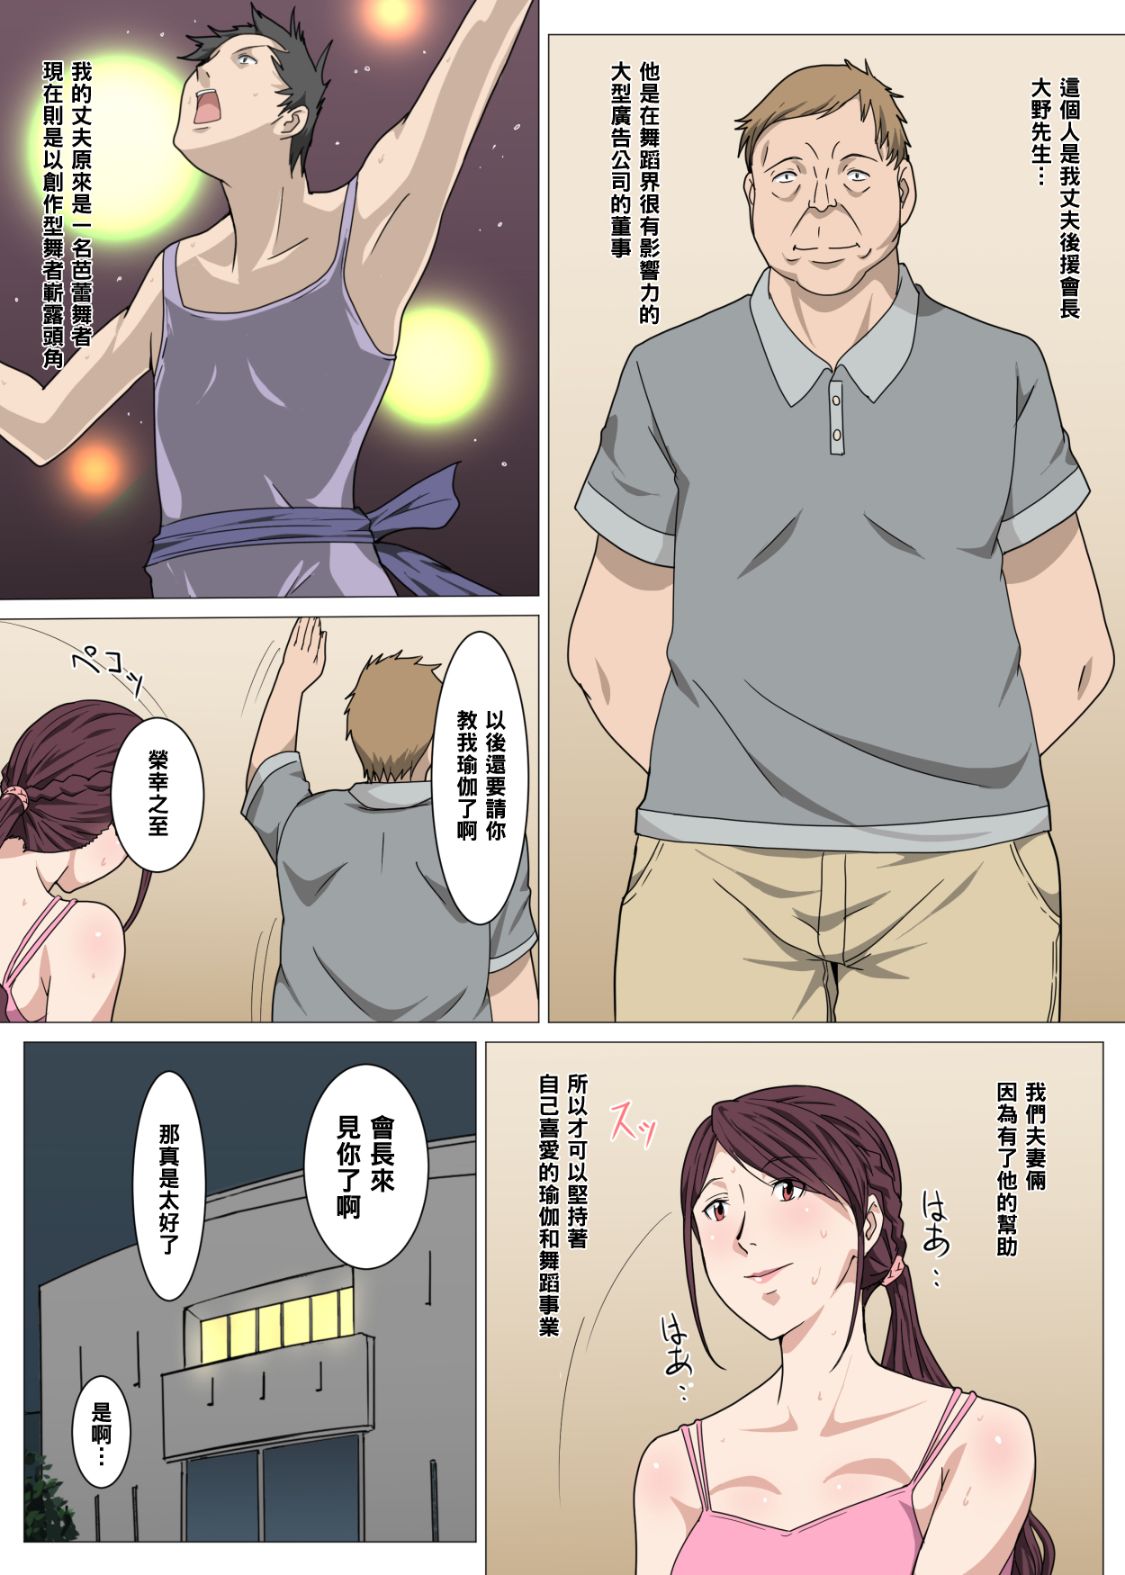 這個人是我丈夫後援會長
大野先生…
他是在舞蹈界很有影響力的
大型廣告公司的董事
我的丈夫原來是一名芭蕾舞者
現在則是以創作型舞者嶄露頭角
以後還要請你
教我瑜伽了啊
ペコッ
榮幸之至
我們夫妻倆
因為有了他的幫助
はぁ…
スッ
はぁ…
所以才可以堅持著
自己喜愛的瑜伽和舞蹈事業
會長來
見你了啊
那真是太好了
是啊…